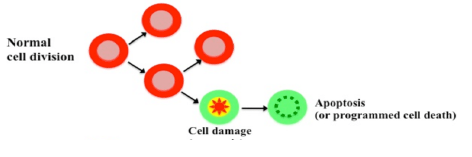 Normal
cell division
Apoptosis
(or programmed cell death)
Cell damage